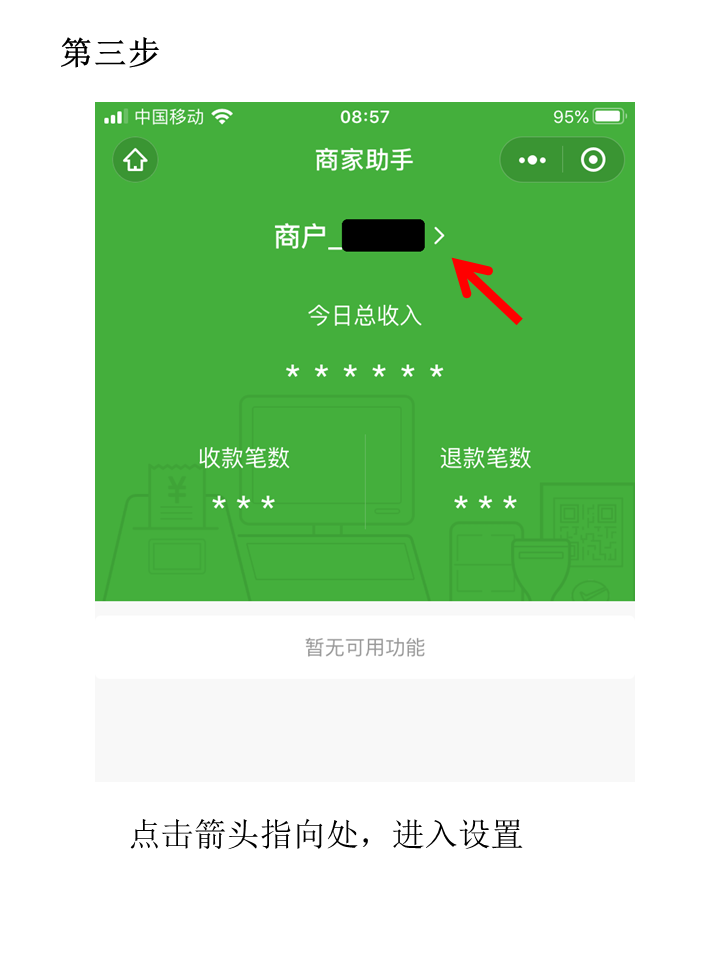 第三步
中国移动 08:57 95%
商家助手
商户_
今日总收入
* * * * * *
收款笔数 退款笔数
* * * * * *
¥
暂无可用功能
点击箭头指向处，进入设置